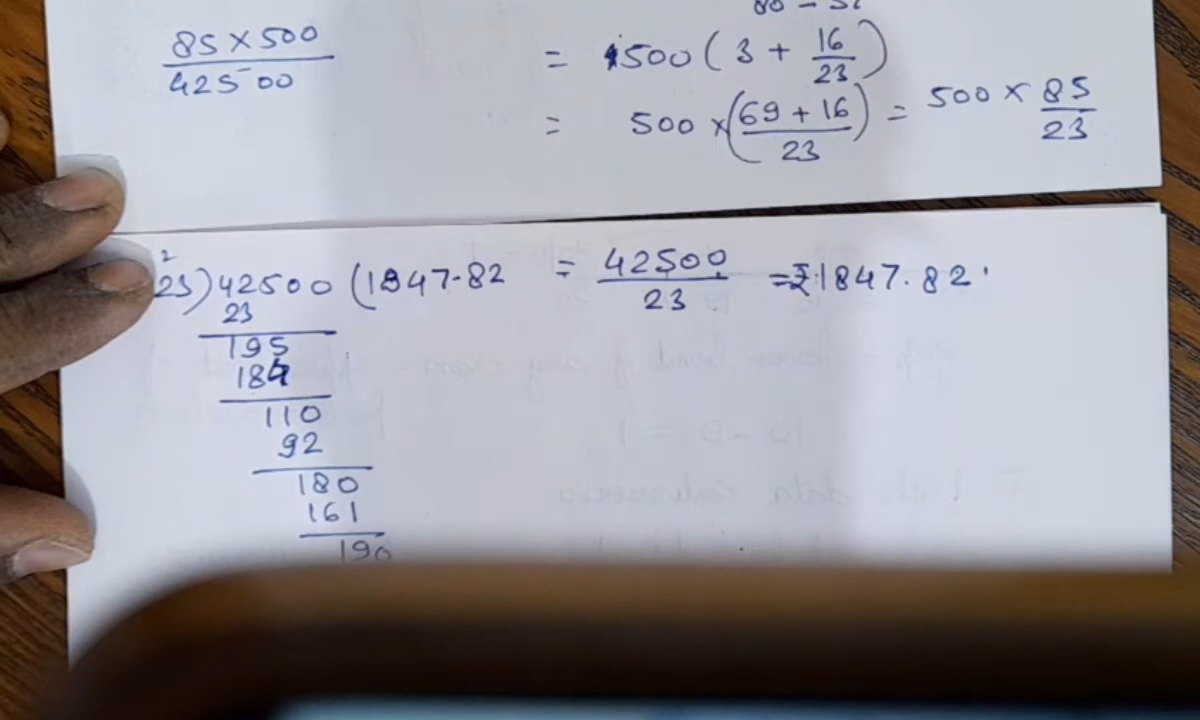 85 × 500
42500
= 1500 ( 3 + 16/23 )
= 500 × ( (69 + 16)/23 ) = 500 × 85/23
23 ) 42500 ( 1847.82 = 42500/23 = ₹1847.82
23
195
184
110
92
180
161
190